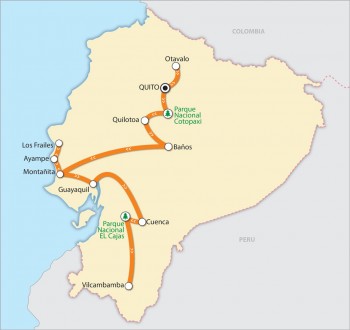 COLOMBIA
Otavalo
QUITO
Parque
Nacional
Cotopaxi
Quilotoa
Los Frailes
Baños
Ayampe
Montañita
Guayaquil
Cuenca
Parque
Nacional
EL Cajas
PERU
Vilcambamba